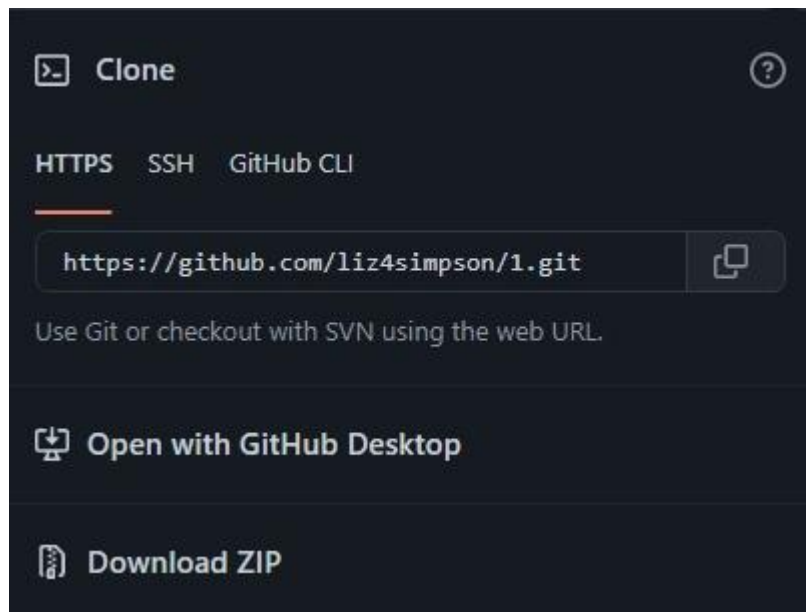 Clone
HTTPS SSH GitHub CLI
https://github.com/liz4simpson/1.git
Use Git or checkout with SVN using the web URL.
Open with GitHub Desktop
Download ZIP